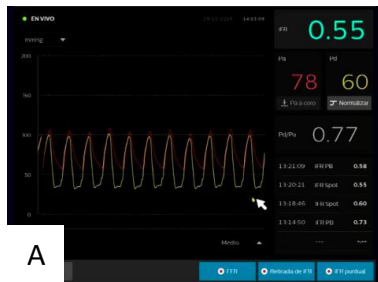 EN VIVO
14:23:09
mmHg
200
150
100
50
0
Medio
iFR
0.55
Pa
Pd
78
60
Pa a cero
Normalizar
Pd/Pa
0.77
13:21:09 iFR PB 0.58
13:20:21 iFR Spot 0.55
13:18:46 iFR Spot 0.60
13:14:50 iFR PB 0.73
FFR
Retirada de iFR
iFR puntual
A